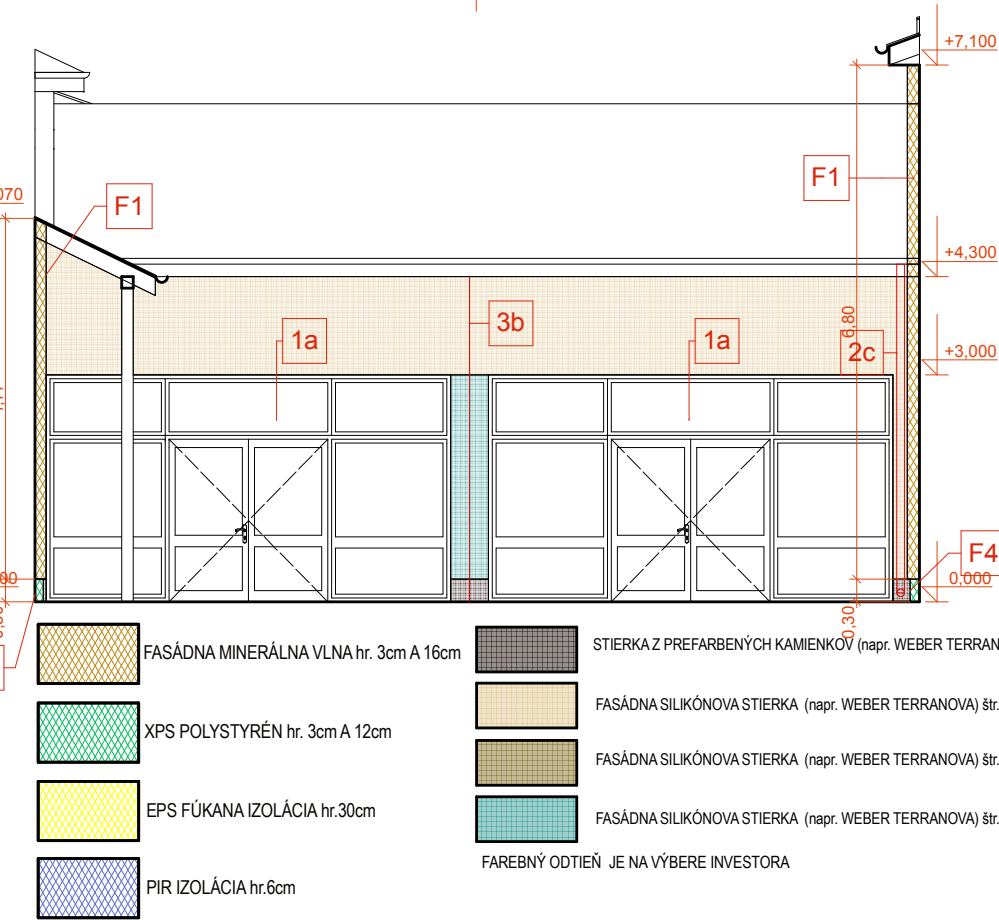 +7,100
070
F1
F1
+4,300
3b
1a
1a
6,80
2c
+3,000
F4
0,000
0,30
FASÁDNA MINERÁLNA VLNA hr. 3cm A 16cm
XPS POLYSTYRÉN hr. 3cm A 12cm
EPS FÚKANA IZOLÁCIA hr.30cm
PIR IZOLÁCIA hr.6cm
STIERKA Z PREFARBENÝCH KAMIENKOV (napr. WEBER TERRAN
FASÁDNA SILIKÓNOVA STIERKA (napr. WEBER TERRANOVA) štr.
FASÁDNA SILIKÓNOVA STIERKA (napr. WEBER TERRANOVA) štr.
FASÁDNA SILIKÓNOVA STIERKA (napr. WEBER TERRANOVA) štr.
FAREBNÝ ODTIEŇ JE NA VÝBERE INVESTORA